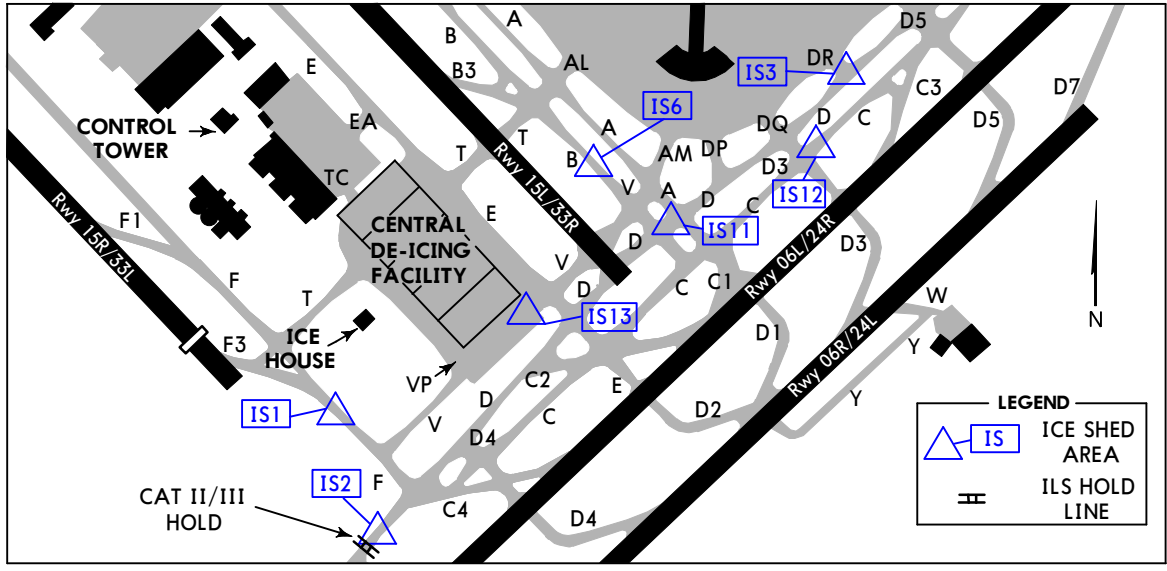 A
D5
B
E
AL
DR
IS3
B3
C3
D7
IS6
CONTROL
TOWER
EA
T
T
A
DQ
D
C
D5
B
AM
DP
D3
Rwy 15L/33R
TC
V
A
D
IS12
Rwy 15R/33L
F1
E
CENTRAL
DE-ICING
FACILITY
C
IS11
D
D3
Rwy 06L/24R
F
V
D
C
C1
W
T
IS13
D1
N
F3
ICE
HOUSE
Y
VP
C2
E
Rwy 06R/24L
IS1
D
Y
V
C
D2
D4
LEGEND
IS
ICE SHED
AREA
ILS HOLD
LINE
IS2
F
CAT II/III
HOLD
C4
D4